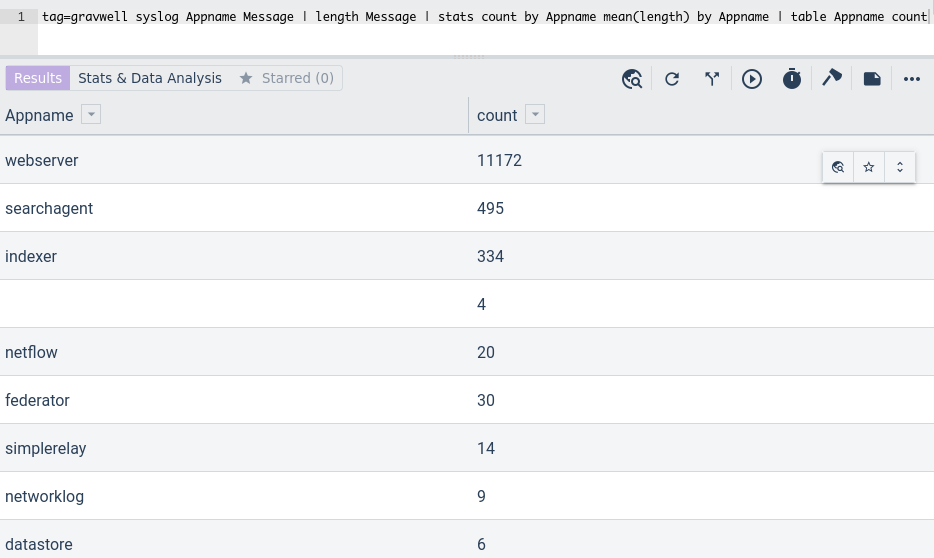 1 tag=gravwell syslog Appname Message | length Message | stats count by Appname mean(length) by Appname | table Appname count
Results Stats & Data Analysis Starred (0)
Appname count
webserver 11172
searchagent 495
indexer 334
4
netflow 20
federator 30
simplerelay 14
networklog 9
datastore 6